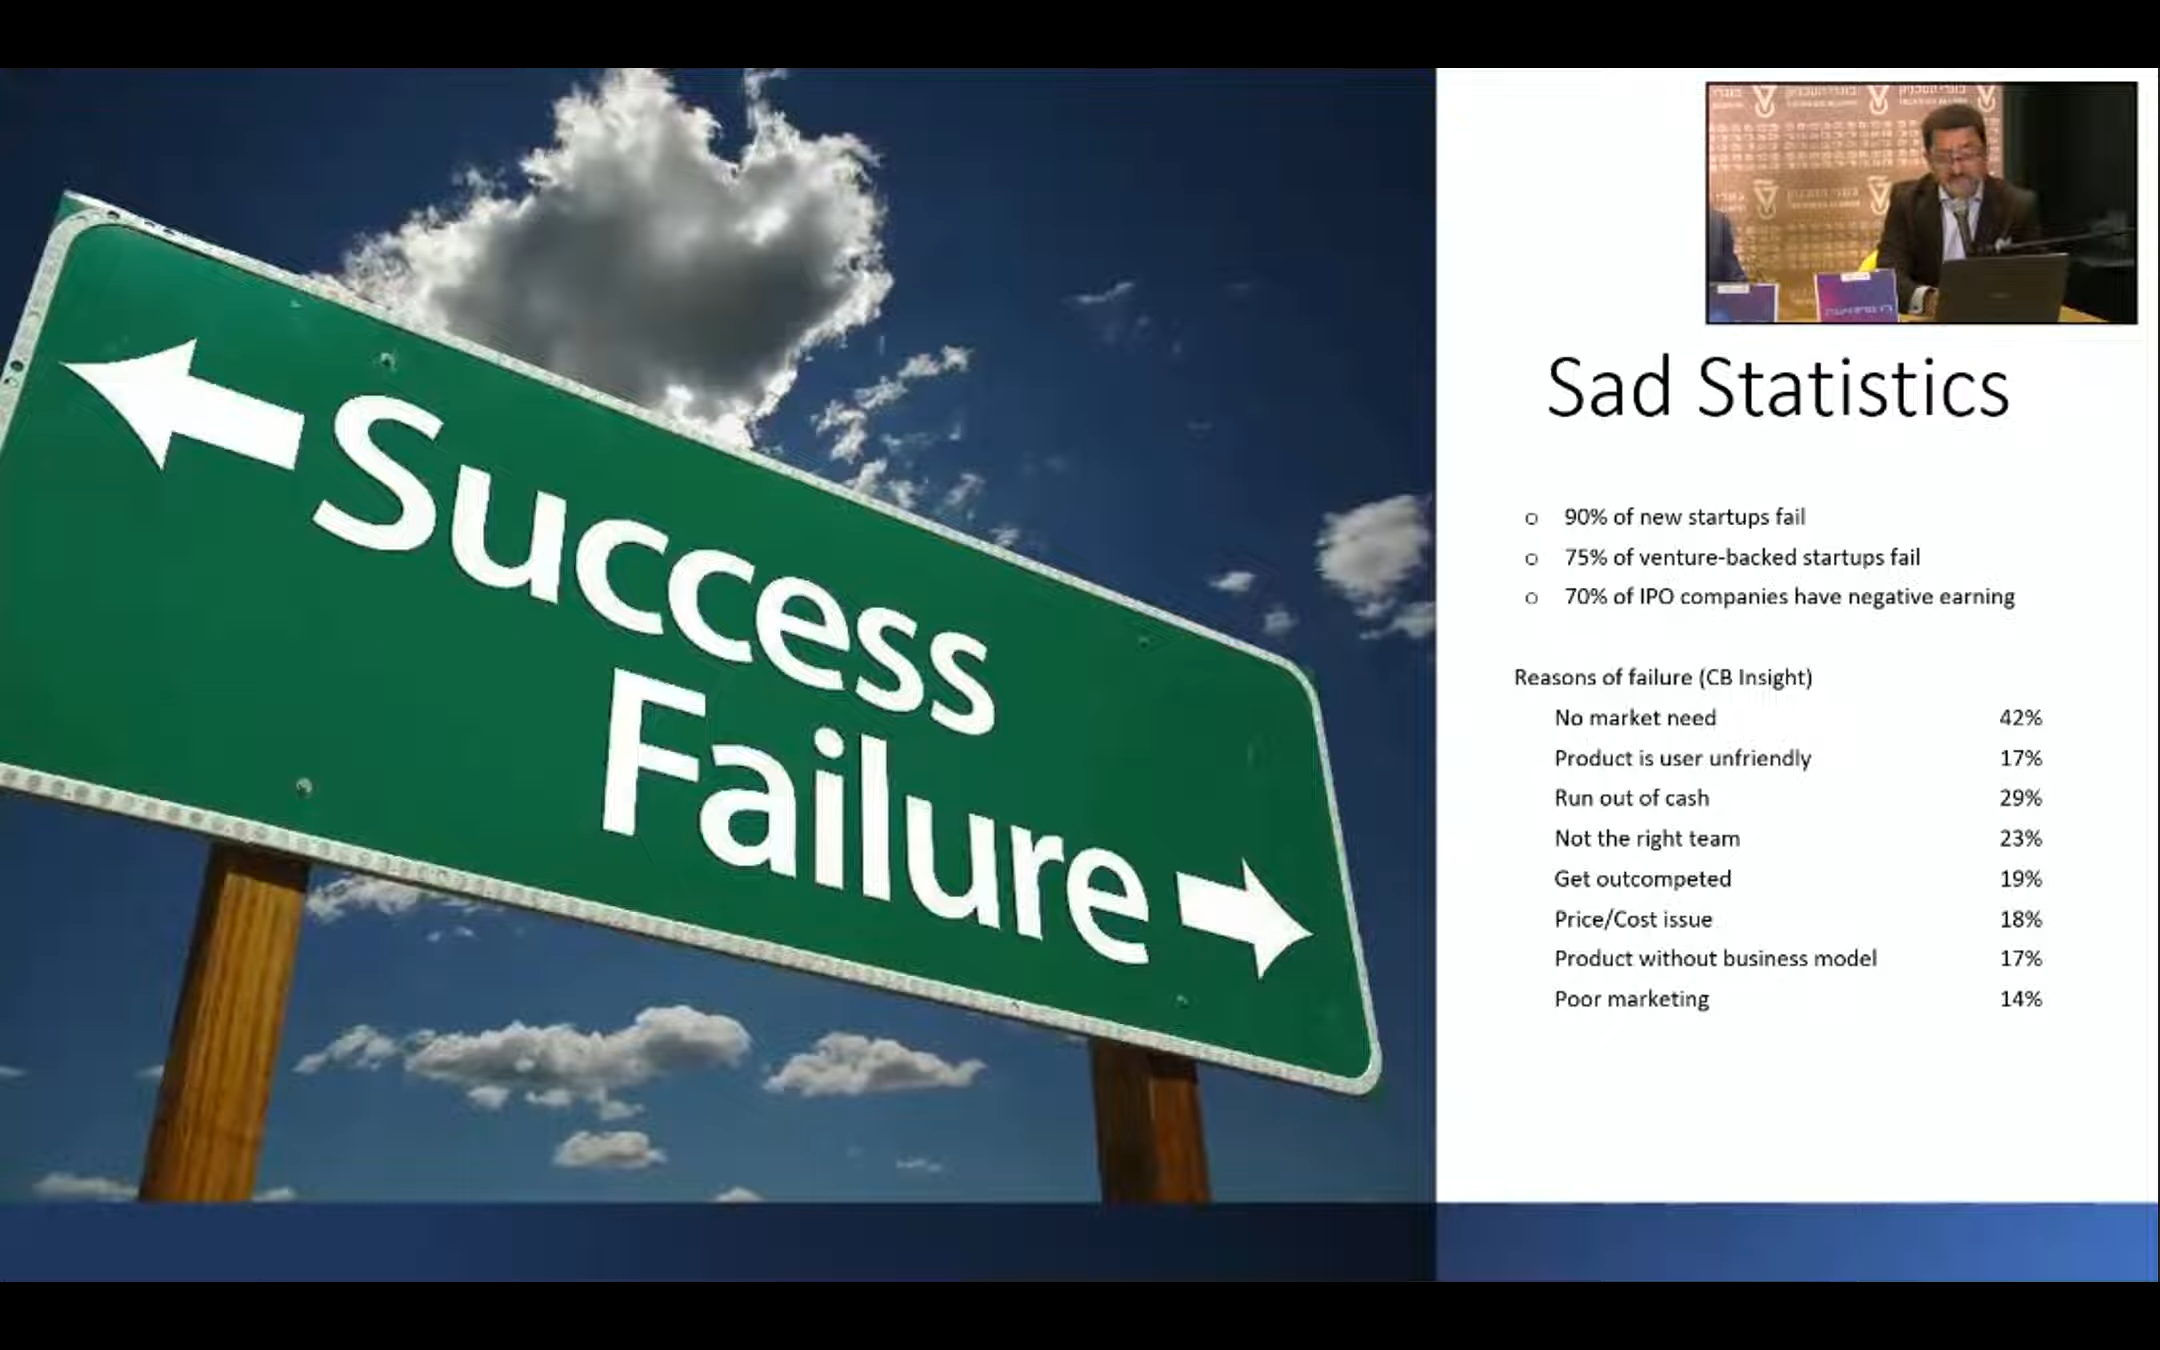 Success
Failure
Sad Statistics
o 90% of new startups fail
o 75% of venture-backed startups fail
o 70% of IPO companies have negative earning
Reasons of failure (CB Insight)
No market need 42%
Product is user unfriendly 17%
Run out of cash 29%
Not the right team 23%
Get outcompeted 19%
Price/Cost issue 18%
Product without business model 17%
Poor marketing 14%